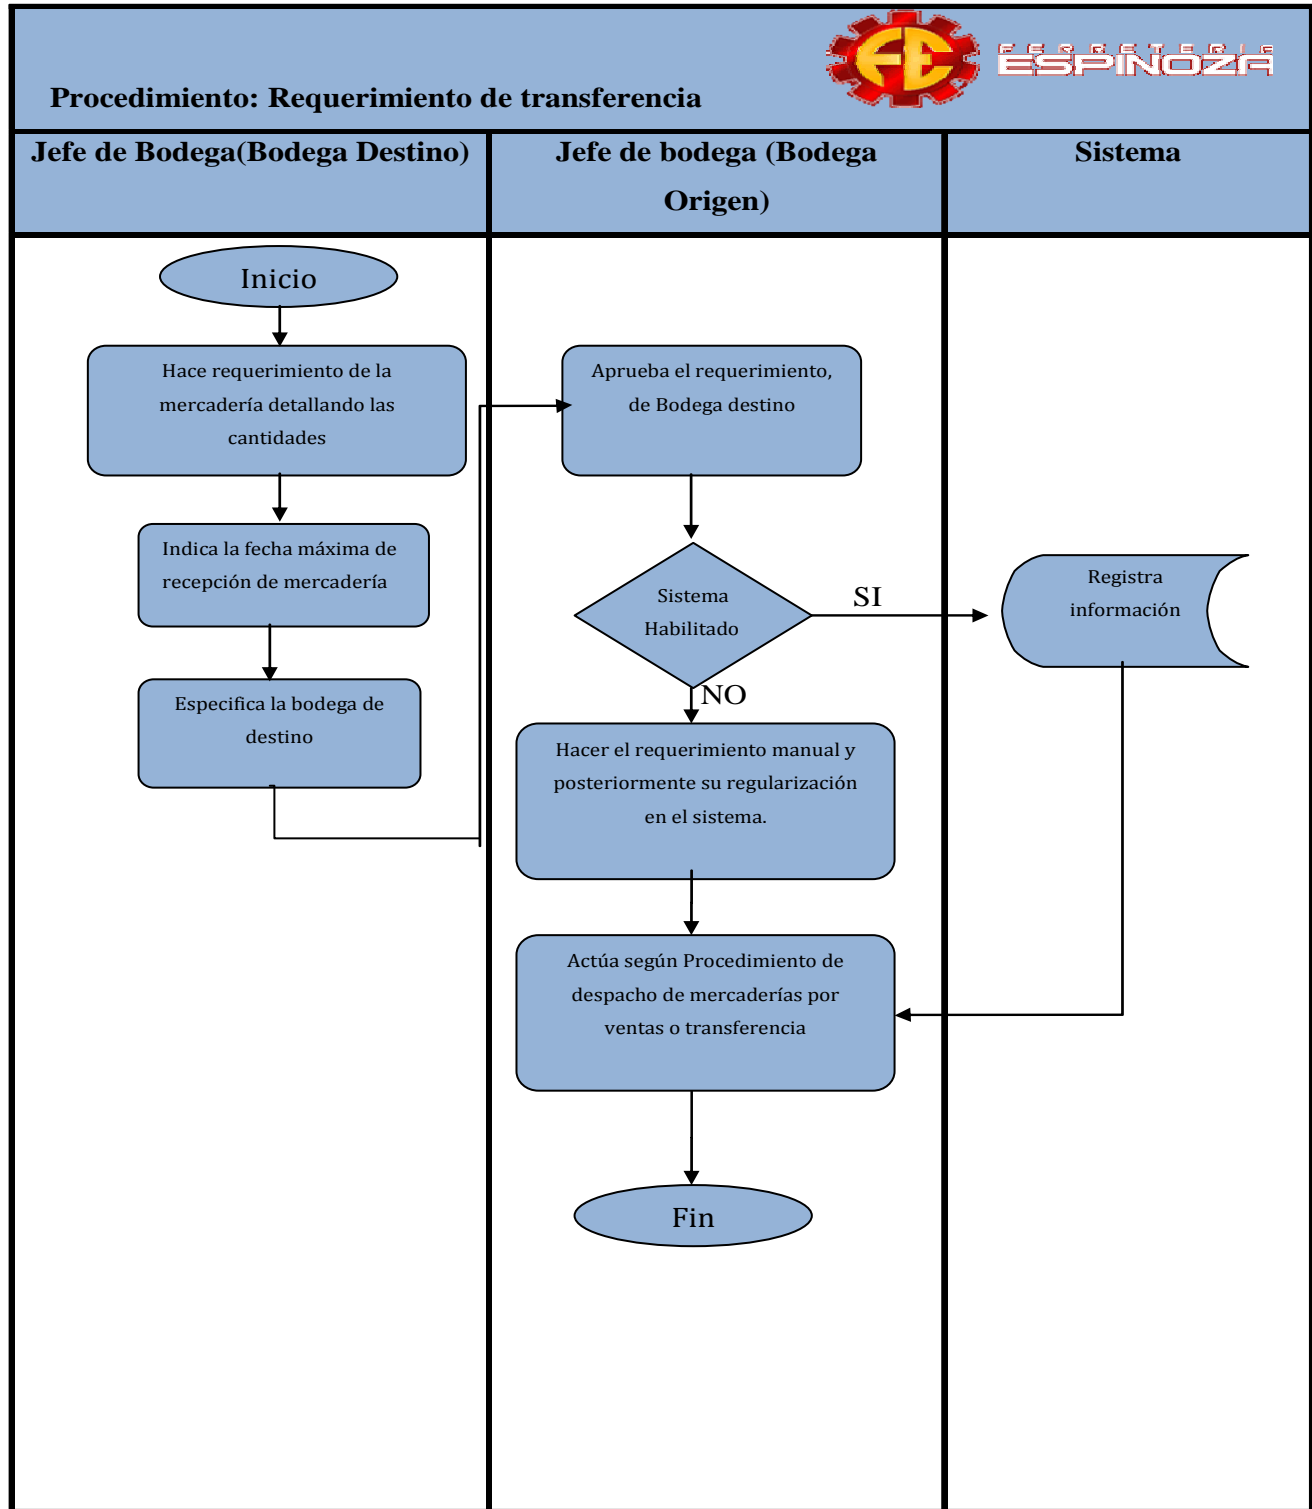 FERRETERIA
ESPINOZA
FE
Procedimiento: Requerimiento de transferencia
Jefe de Bodega(Bodega Destino)
Jefe de bodega (Bodega
Origen)
Sistema
Inicio
Hace requerimiento de la
mercadería detallando las
cantidades
Indica la fecha máxima de
recepción de mercadería
Especifica la bodega de
destino
Aprueba el requerimiento,
de Bodega destino
Sistema
Habilitado
SI
Registra
información
NO
Hacer el requerimiento manual y
posteriormente su regularización
en el sistema.
Actúa según Procedimiento de
despacho de mercaderías por
ventas o transferencia
Fin